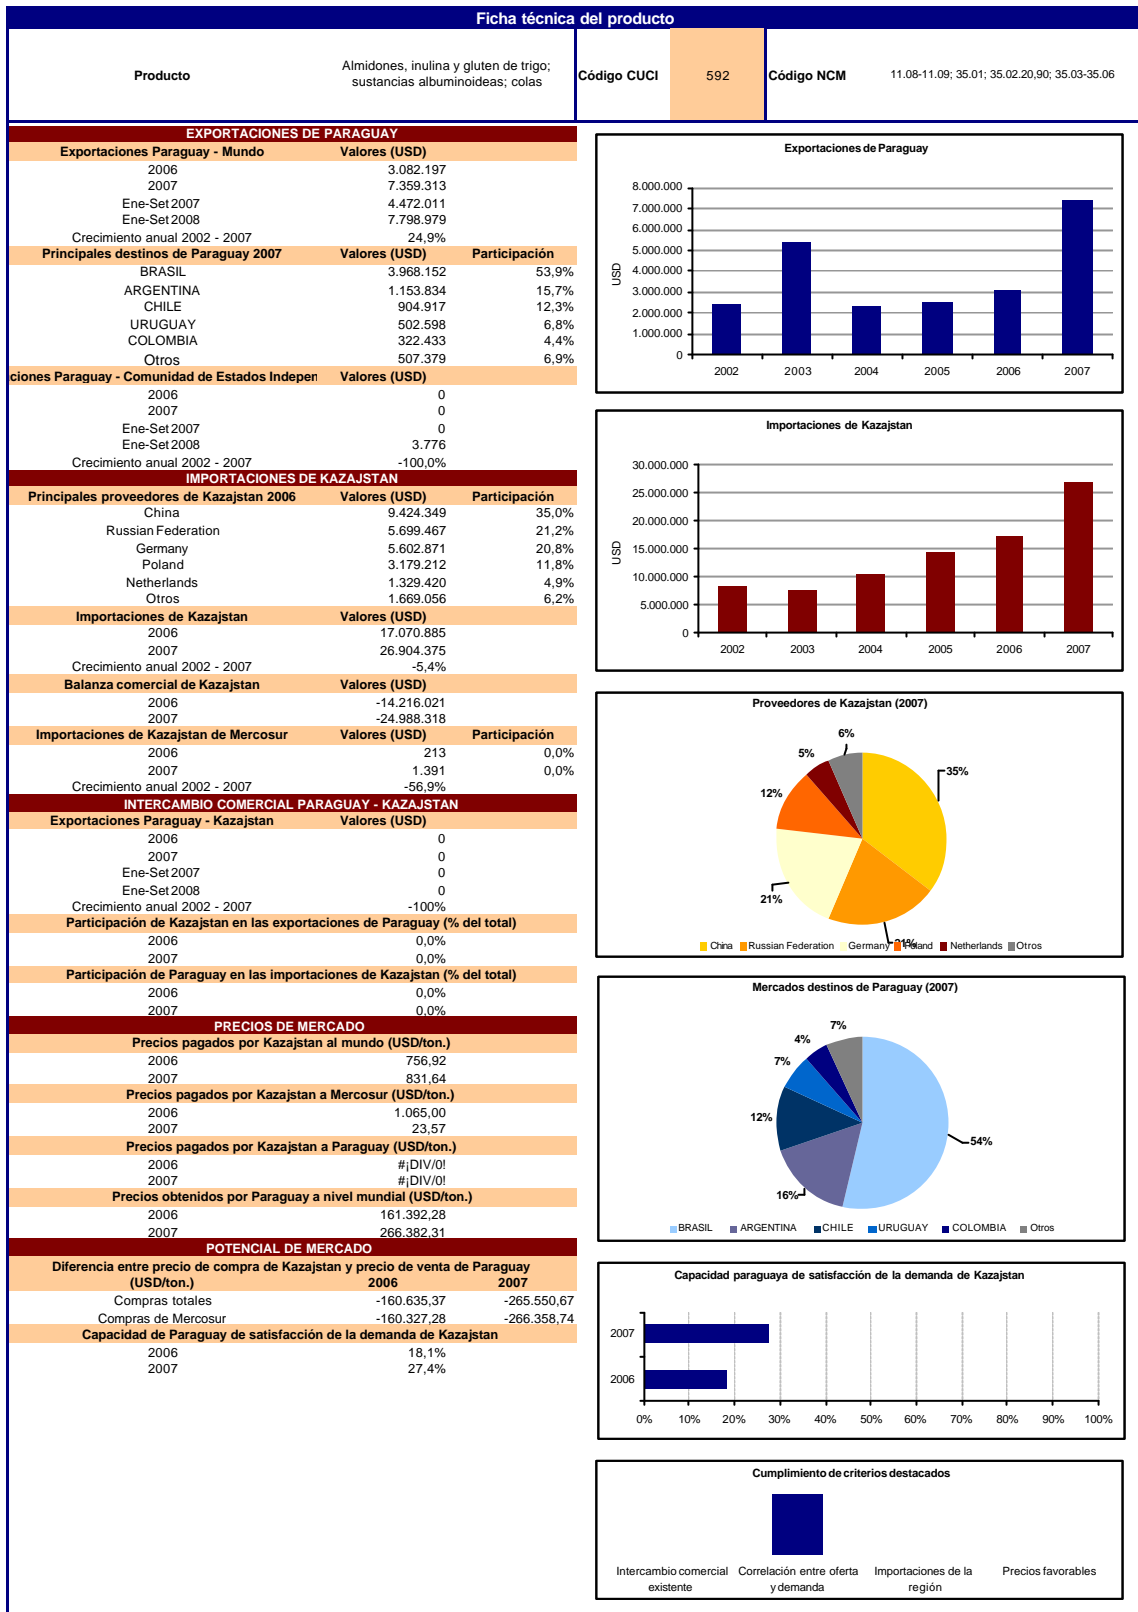 Ficha técnica del producto
Producto
Almidones, inulina y gluten de trigo;
sustancias albuminoideas; colas
Código CUCI
592
Código NCM
11.08-11.09; 35.01; 35.02.20,90; 35.03-35.06
EXPORTACIONES DE PARAGUAY
Exportaciones Paraguay - Mundo Valores (USD)
2006 3.082.197
2007 7.359.313
Ene-Set 2007 4.472.011
Ene-Set 2008 7.798.979
Crecimiento anual 2002 - 2007 24,9%
Principales destinos de Paraguay 2007 Valores (USD) Participación
BRASIL 3.968.152 53,9%
ARGENTINA 1.153.834 15,7%
CHILE 904.917 12,3%
URUGUAY 502.598 6,8%
COLOMBIA 322.433 4,4%
Otros 507.379 6,9%
ciones Paraguay - Comunidad de Estados Indepen Valores (USD)
2006 0
2007 0
Ene-Set 2007 0
Ene-Set 2008 3.776
Crecimiento anual 2002 - 2007 -100,0%
IMPORTACIONES DE KAZAJSTAN
Principales proveedores de Kazajstan 2006 Valores (USD) Participación
China 9.424.349 35,0%
Russian Federation 5.699.467 21,2%
Germany 5.602.871 20,8%
Poland 3.179.212 11,8%
Netherlands 1.329.420 4,9%
Otros 1.669.056 6,2%
Importaciones de Kazajstan Valores (USD)
2006 17.070.885
2007 26.904.375
Crecimiento anual 2002 - 2007 -5,4%
Balanza comercial de Kazajstan Valores (USD)
2006 -14.216.021
2007 -24.988.318
Importaciones de Kazajstan de Mercosur Valores (USD) Participación
2006 213 0,0%
2007 1.391 0,0%
Crecimiento anual 2002 - 2007 -56,9%
INTERCAMBIO COMERCIAL PARAGUAY - KAZAJSTAN
Exportaciones Paraguay - Kazajstan Valores (USD)
2006 0
2007 0
Ene-Set 2007 0
Ene-Set 2008 0
Crecimiento anual 2002 - 2007 -100%
Participación de Kazajstan en las exportaciones de Paraguay (% del total)
2006 0,0%
2007 0,0%
Participación de Paraguay en las importaciones de Kazajstan (% del total)
2006 0,0%
2007 0,0%
PRECIOS DE MERCADO
Precios pagados por Kazajstan al mundo (USD/ton.)
2006 756,92
2007 831,64
Precios pagados por Kazajstan a Mercosur (USD/ton.)
2006 1.065,00
2007 23,57
Precios pagados por Kazajstan a Paraguay (USD/ton.)
2006 #¡DIV/0!
2007 #¡DIV/0!
Precios obtenidos por Paraguay a nivel mundial (USD/ton.)
2006 161.392,28
2007 266.382,31
POTENCIAL DE MERCADO
Diferencia entre precio de compra de Kazajstan y precio de venta de Paraguay
(USD/ton.) 2006 2007
Compras totales -160.635,37 -265.550,67
Compras de Mercosur -160.327,28 -266.358,74
Capacidad de Paraguay de satisfacción de la demanda de Kazajstan
2006 18,1%
2007 27,4%
Exportaciones de Paraguay
8.000.000
7.000.000
6.000.000
5.000.000
4.000.000
3.000.000
2.000.000
1.000.000
0
USD
2002 2003 2004 2005 2006 2007
Importaciones de Kazajstan
30.000.000
25.000.000
20.000.000
15.000.000
10.000.000
5.000.000
0
USD
2002 2003 2004 2005 2006 2007
Proveedores de Kazajstan (2007)
6%
5%
35%
12%
21%
21%
China Russian Federation Germany Poland Netherlands Otros
Mercados destinos de Paraguay (2007)
7%
4%
7%
12%
54%
16%
BRASIL ARGENTINA CHILE URUGUAY COLOMBIA Otros
Capacidad paraguaya de satisfacción de la demanda de Kazajstan
2007
2006
0% 10% 20% 30% 40% 50% 60% 70% 80% 90% 100%
Cumplimiento de criterios destacados
Intercambio comercial Correlación entre oferta Importaciones de la Precios favorables
existente y demanda región